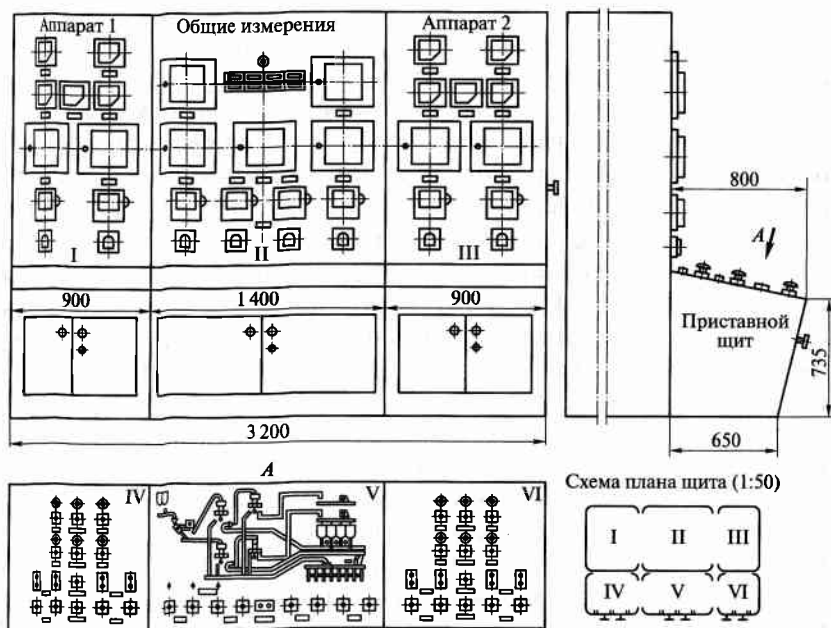 Аппарат 1
Общие измерения
Аппарат 2
I
II
III
900
1 400
900
3 200
800
А
Приставной
щит
735
650
А
IV
V
VI
Схема плана щита (1:50)
I II III
IV V VI